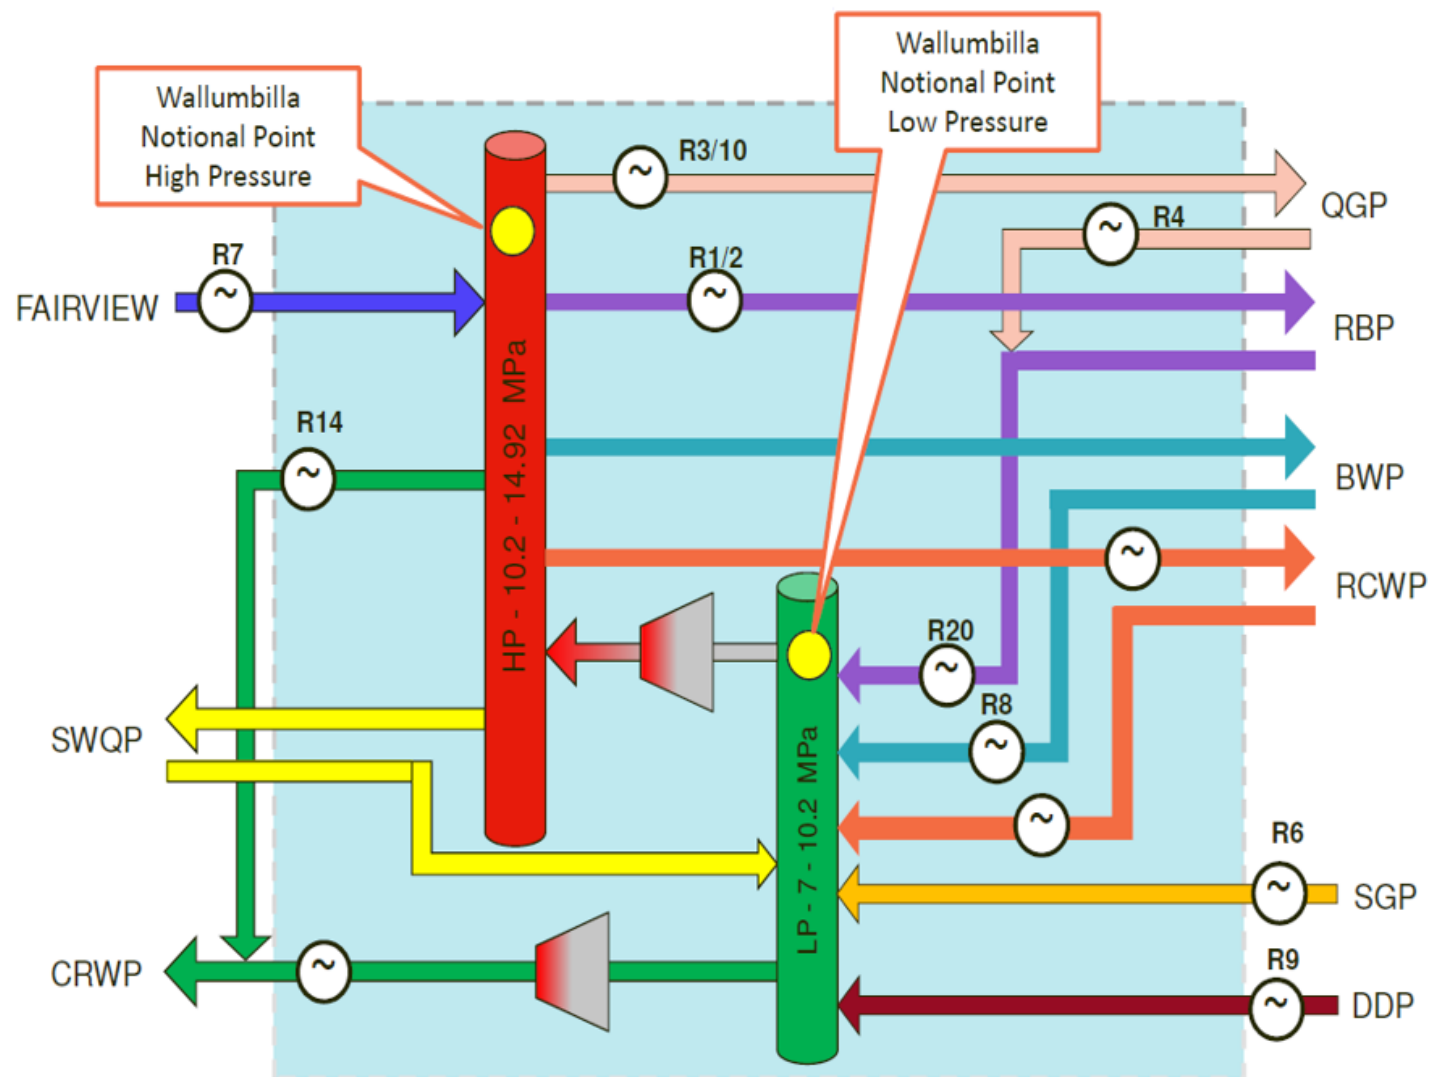 Wallumbilla
Notional Point
Low Pressure
Wallumbilla
Notional Point
High Pressure
R3/10
QGP
R4
R7
R1/2
FAIRVIEW
RBP
HP - 10.2 - 14.92 MPa
R14
BWP
RCWP
R20
R8
SWQP
LP - 7 - 10.2 MPa
R6
SGP
CRWP
R9
DDP